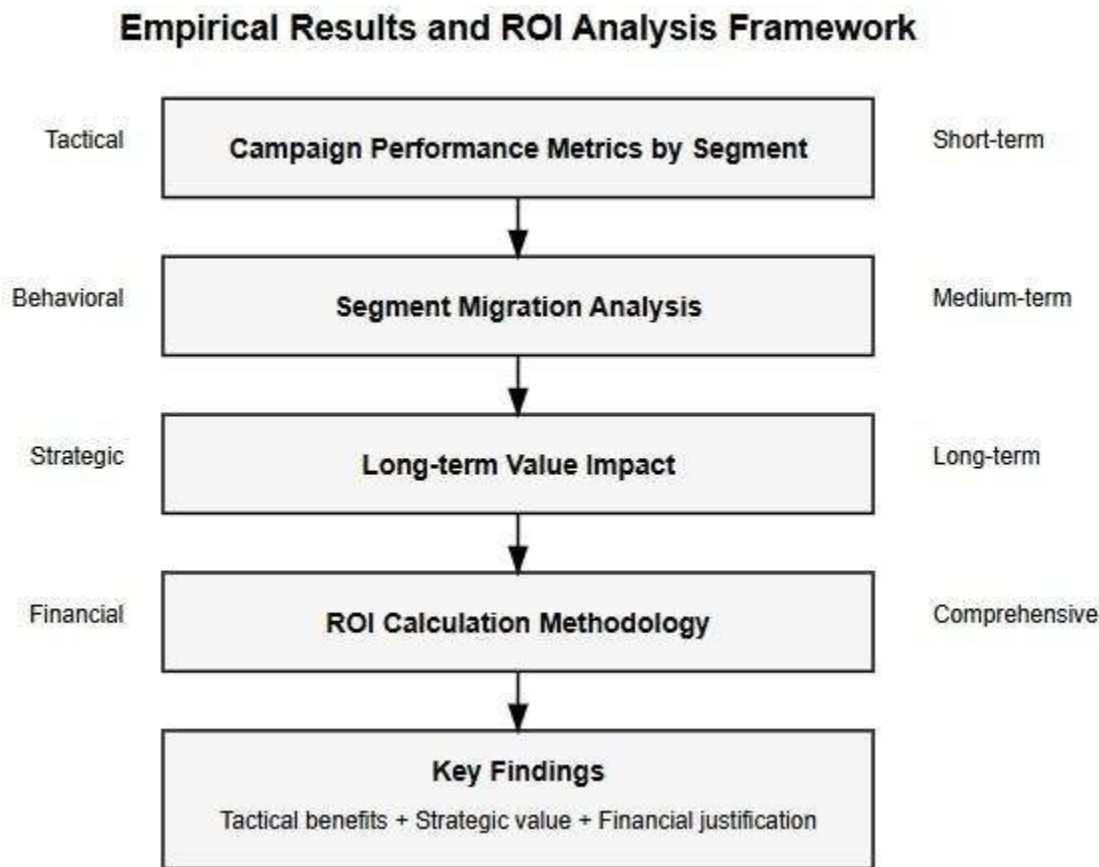 Empirical Results and ROI Analysis Framework
Tactical
Campaign Performance Metrics by Segment
Short-term
Behavioral
Segment Migration Analysis
Medium-term
Strategic
Long-term Value Impact
Long-term
Financial
ROI Calculation Methodology
Comprehensive
Key Findings
Tactical benefits + Strategic value + Financial justification